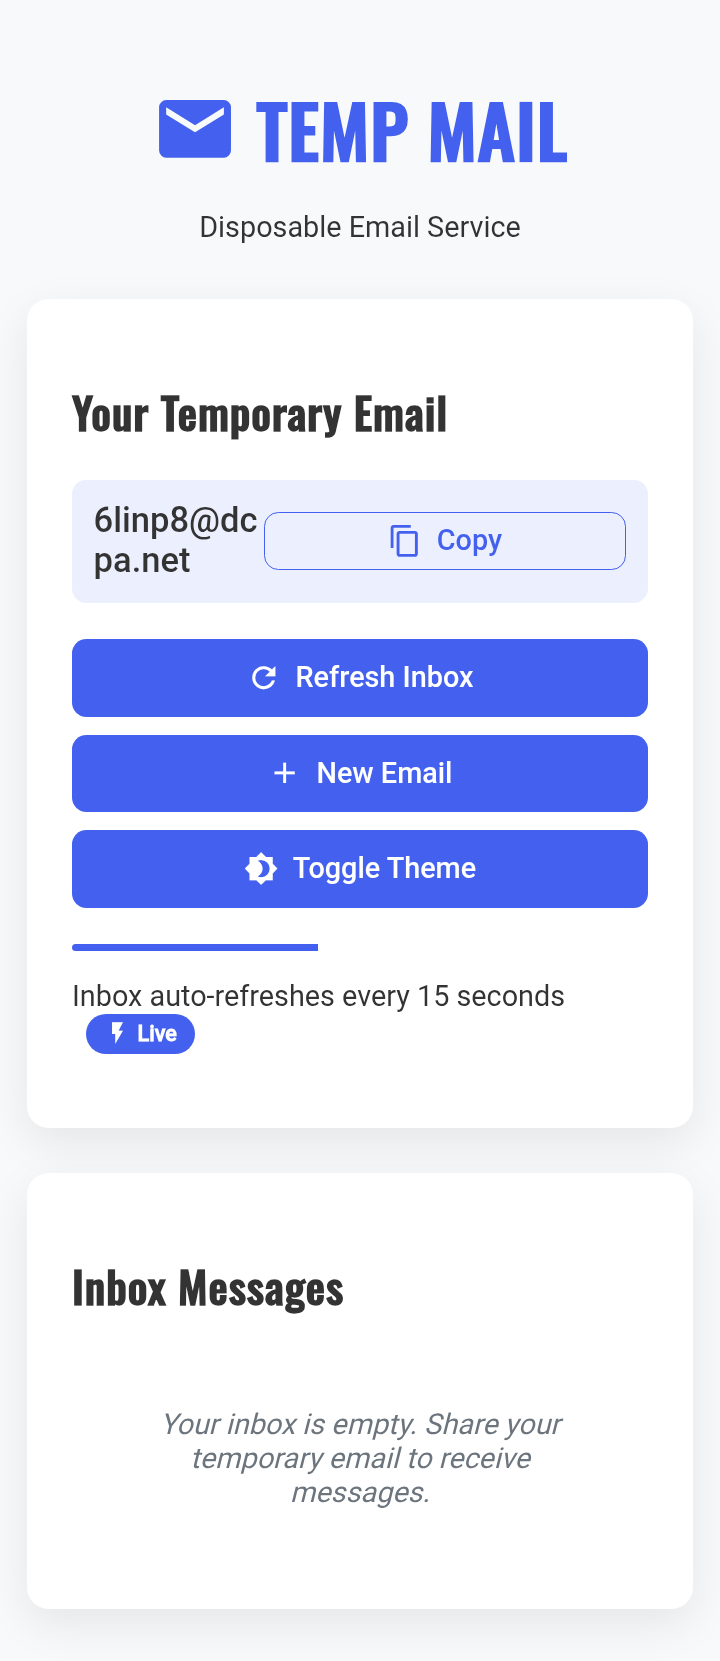 TEMP MAIL
Disposable Email Service
Your Temporary Email
6linp8@dc
pa.net
Copy
Refresh Inbox
New Email
Toggle Theme
Inbox auto-refreshes every 15 seconds
Live
Inbox Messages
Your inbox is empty. Share your
temporary email to receive
messages.